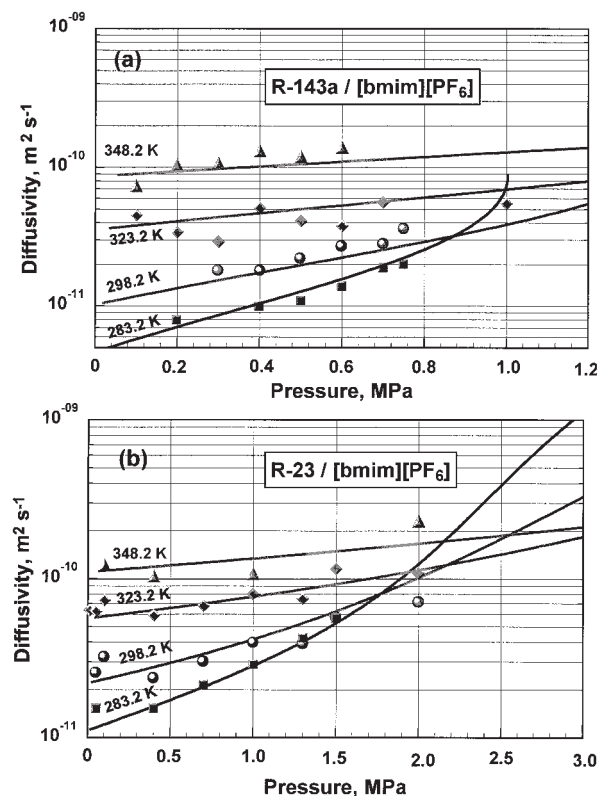 10⁻⁰⁹
(a)
R-143a / [bmim][PF₆]
348.2 K
10⁻¹⁰
323.2 K
298.2 K
10⁻¹¹
283.2 K
Diffusivity, m² s⁻¹
0 0.2 0.4 0.6 0.8 1.0 1.2
Pressure, MPa
10⁻⁰⁹
(b)
R-23 / [bmim][PF₆]
348.2 K
10⁻¹⁰
323.2 K
298.2 K
283.2 K
10⁻¹¹
Diffusivity, m² s⁻¹
0 0.5 1.0 1.5 2.0 2.5 3.0
Pressure, MPa